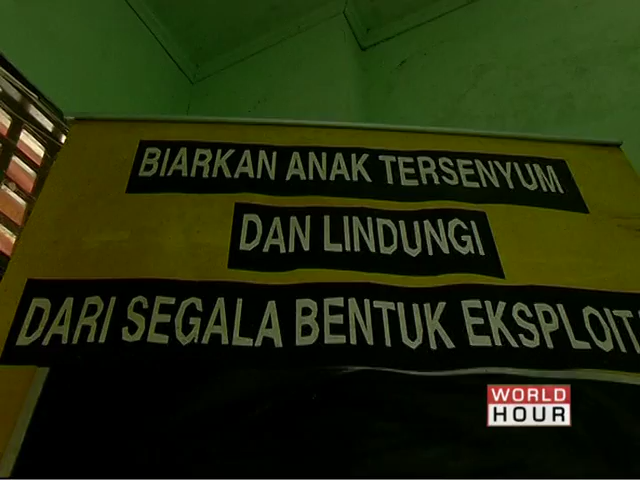 BIARKAN ANAK TERSENYUM
DAN LINDUNGI
DARI SEGALA BENTUK EKSPLOIT
WORLD
HOUR